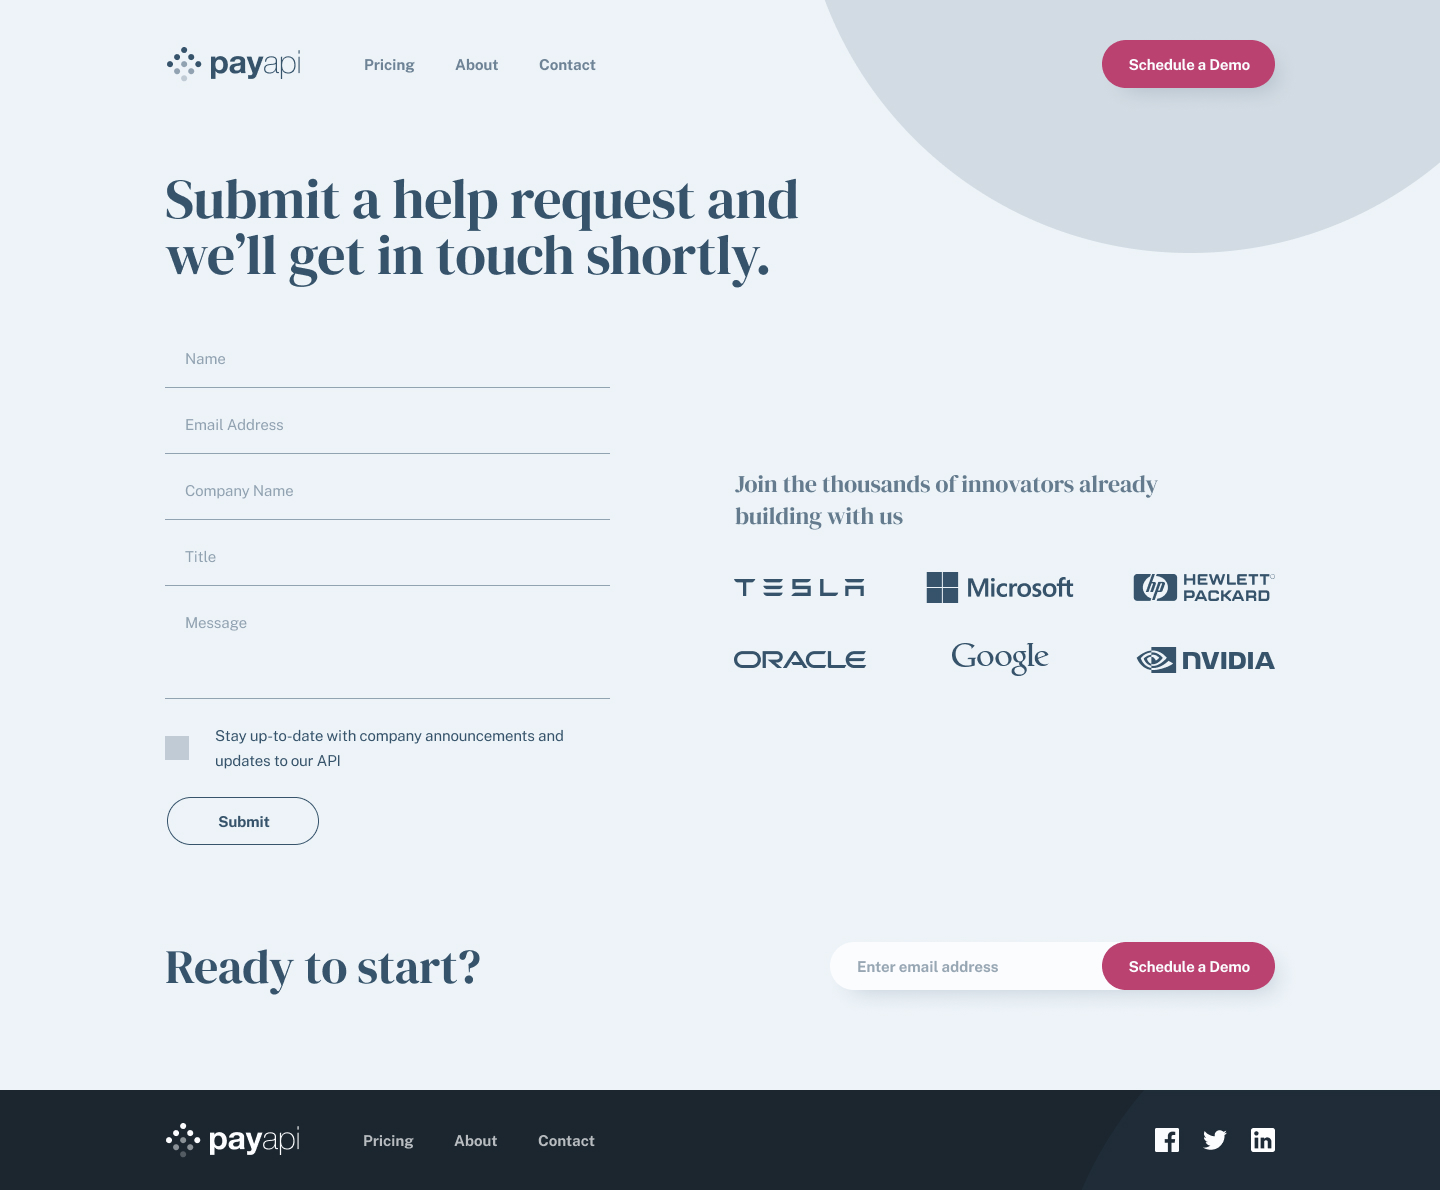 payapi
Pricing
About
Contact
Schedule a Demo
Submit a help request and
we’ll get in touch shortly.
Name
Email Address
Company Name
Title
Message
Stay up-to-date with company announcements and
updates to our API
Submit
Join the thousands of innovators already
building with us
TESLA
Microsoft
hp HEWLETT
PACKARD
ORACLE
Google
NVIDIA
Ready to start?
Enter email address
Schedule a Demo
payapi
Pricing
About
Contact
f
in